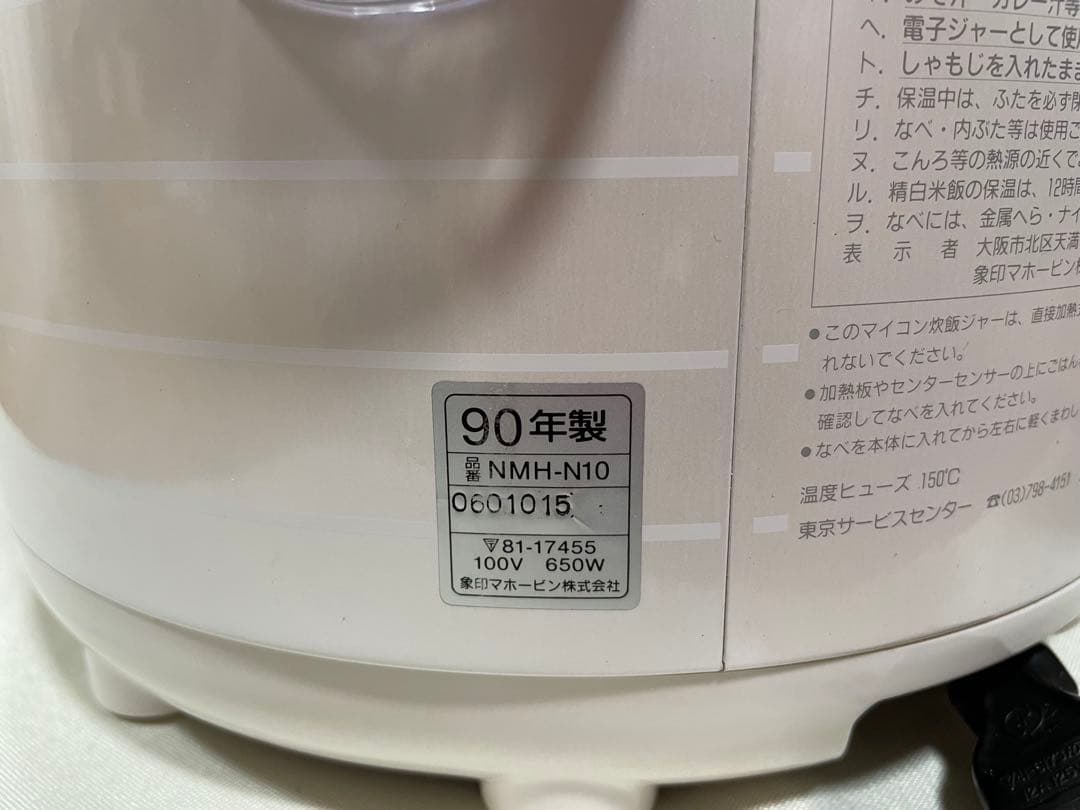 90年製
品番 NMH-N10
0601015
81-17455
100V 650W
象印マホービン株式会社
ヘ. 電子ジャーとして使
ト. しゃもじを入れたまま
チ. 保温中は、ふたを必ず閉
リ. なべ・内ぶた等は使用
ヌ. こんろ等の熱源の近くで
ル. 精白米飯の保温は、12時間
ヲ. なべには、金属へら・ナイ
表示者 大阪市北区天満
象印マホービン
●このマイコン炊飯ジャーは、直接加熱
れないでください。
●加熱板やセンターセンサーの上にごはん
確認してなべを入れてください。
●なべを本体に入れてから左右に軽くまわし
温度ヒューズ 150℃
東京サービスセンター ☎(03)798-4151